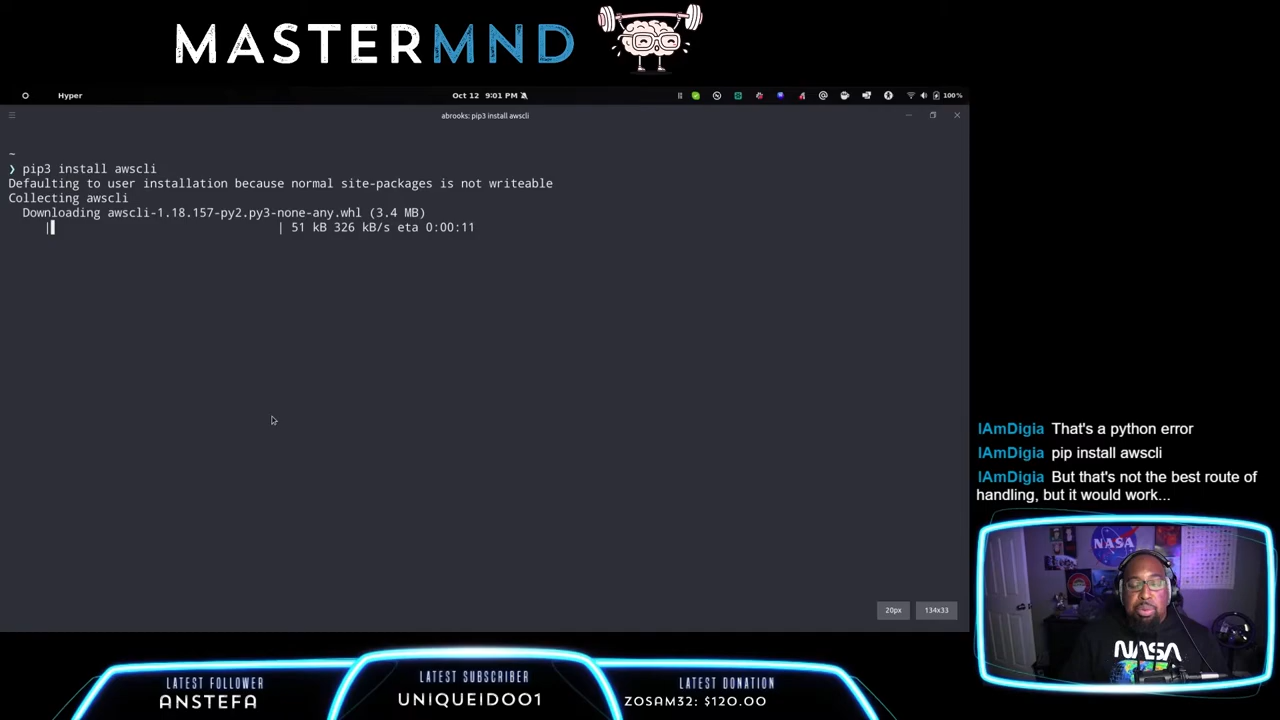 MASTERMND
Hyper
Oct 12 9:01 PM
100%
abrooks: pip3 install awscli
~
❯ pip3 install awscli
Defaulting to user installation because normal site-packages is not writeable
Collecting awscli
Downloading awscli-1.18.157-py2.py3-none-any.whl (3.4 MB)
| | 51 kB 326 kB/s eta 0:00:11
IAmDigia That's a python error
IAmDigia pip install awscli
IAmDigia But that's not the best route of
handling, but it would work...
NASA
NASA
20px
134x33
LATEST FOLLOWER
ANSTEFA
LATEST SUBSCRIBER
UNIQUEID001
LATEST DONATION
ZOSAM32: $120.00